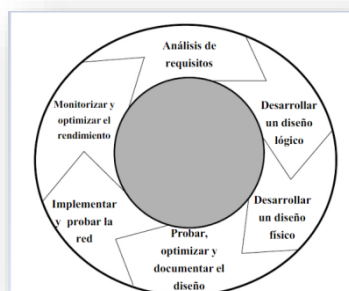 Análisis de
requisitos
Desarrollar
un diseño
lógico
Desarrollar
un diseño
físico
Probar,
optimizar y
documentar el
diseño
Implementar
y probar la
red
Monitorizar y
optimizar el
rendimiento